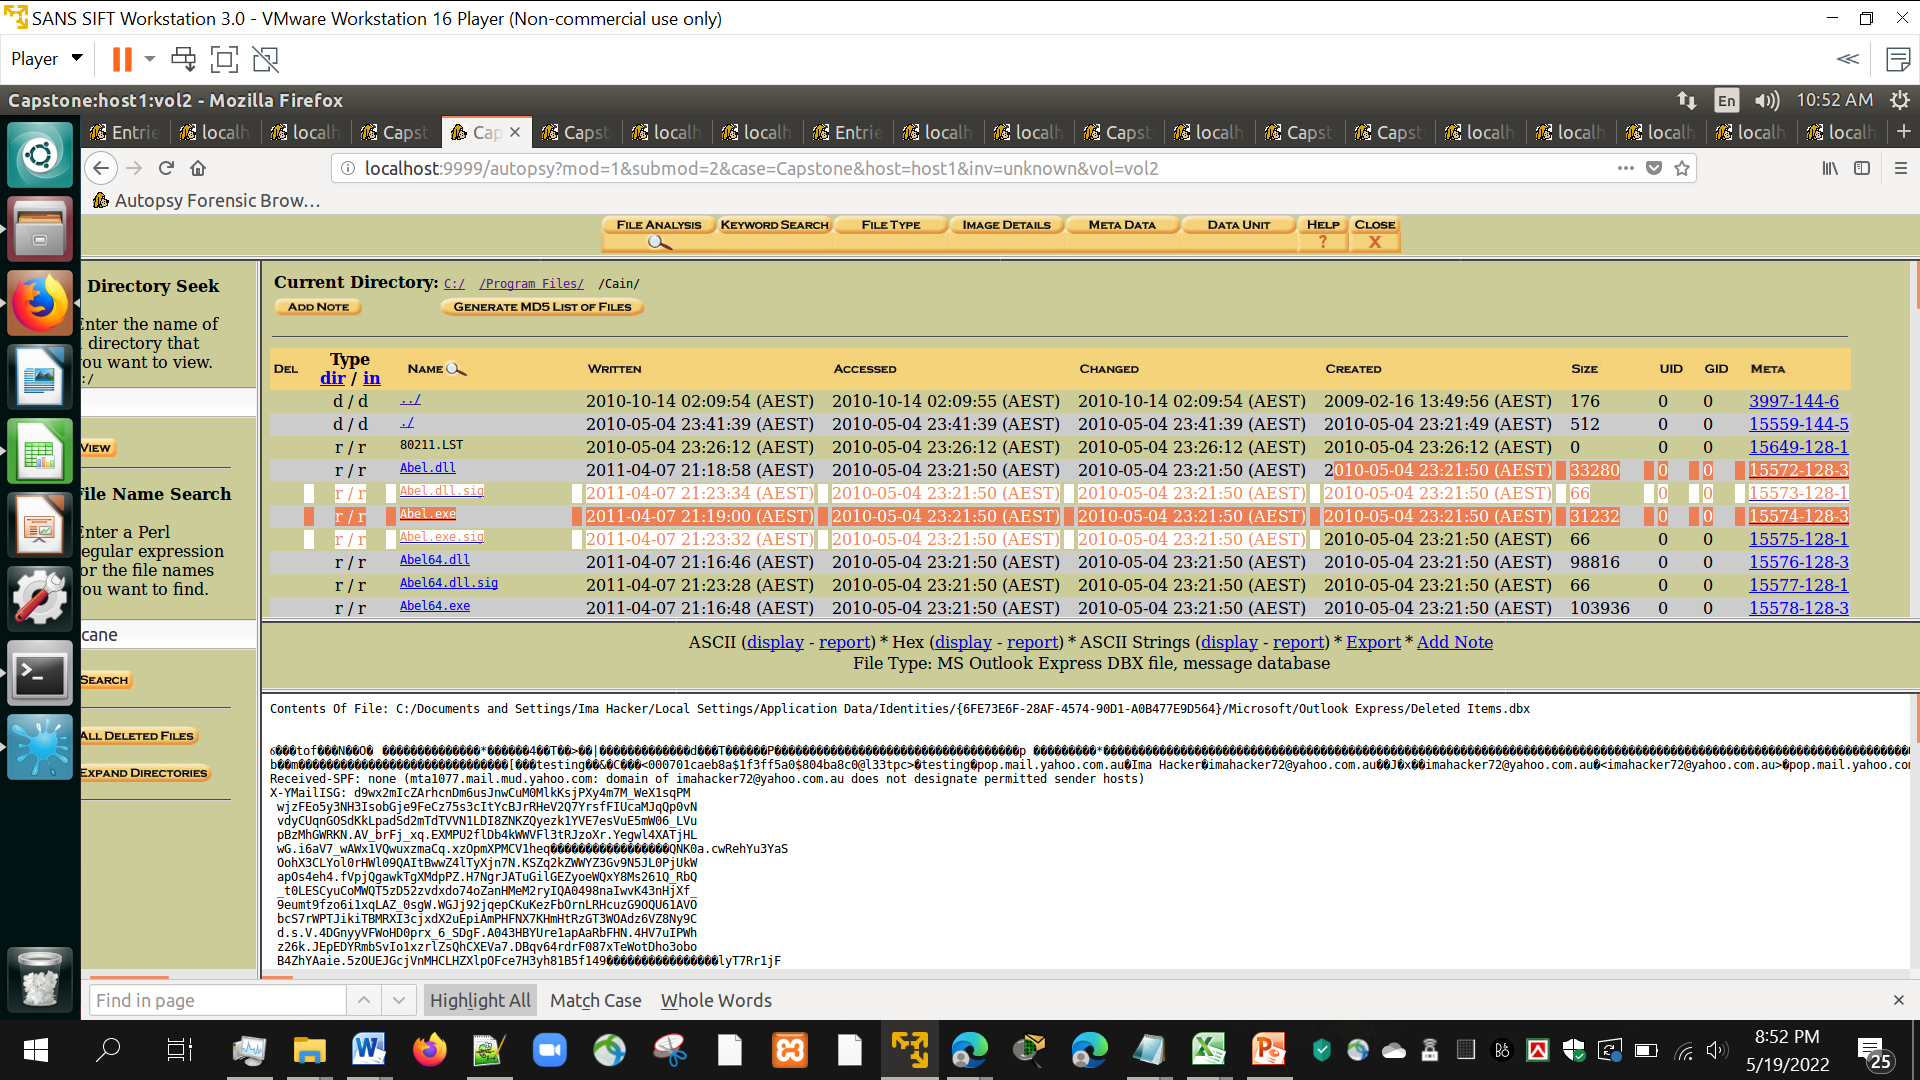 SANS SIFT Workstation 3.0 - VMware Workstation 16 Player (Non-commercial use only)
Player
Capstone:host1:vol2 - Mozilla Firefox
En
10:52 AM
Entrie localh localh Capst Cap Capst localh localh Entrie localh localh Capst localh Capst Capst localh localh localh localh localh
localhost:9999/autopsy?mod=1&submod=2&case=Capstone&host=host1&inv=unknown&vol=vol2
Autopsy Forensic Brow...
FILE ANALYSIS KEYWORD SEARCH FILE TYPE IMAGE DETAILS META DATA DATA UNIT HELP CLOSE
? X
Directory Seek
Enter the name of
directory that
you want to view.
:/
VIEW
File Name Search
Enter a Perl
regular expression
for the file names
you want to find.
cane
SEARCH
ALL DELETED FILES
EXPAND DIRECTORIES
Current Directory: C:/ /Program Files/ /Cain/
ADD NOTE GENERATE MD5 LIST OF FILES
DEL Type dir / in NAME WRITTEN ACCESSED CHANGED CREATED SIZE UID GID META
d / d ../ 2010-10-14 02:09:54 (AEST) 2010-10-14 02:09:55 (AEST) 2010-10-14 02:09:54 (AEST) 2009-02-16 13:49:56 (AEST) 176 0 0 3997-144-6
d / d ./ 2010-05-04 23:41:39 (AEST) 2010-05-04 23:41:39 (AEST) 2010-05-04 23:41:39 (AEST) 2010-05-04 23:21:49 (AEST) 512 0 0 15559-144-5
r / r 80211.LST 2010-05-04 23:26:12 (AEST) 2010-05-04 23:26:12 (AEST) 2010-05-04 23:26:12 (AEST) 2010-05-04 23:26:12 (AEST) 0 0 0 15649-128-1
r / r Abel.dll 2011-04-07 21:18:58 (AEST) 2010-05-04 23:21:50 (AEST) 2010-05-04 23:21:50 (AEST) 2010-05-04 23:21:50 (AEST) 33280 0 0 15572-128-3
r / r Abel.dll.sig 2011-04-07 21:23:34 (AEST) 2010-05-04 23:21:50 (AEST) 2010-05-04 23:21:50 (AEST) 2010-05-04 23:21:50 (AEST) 66 0 0 15573-128-1
r / r Abel.exe 2011-04-07 21:19:00 (AEST) 2010-05-04 23:21:50 (AEST) 2010-05-04 23:21:50 (AEST) 2010-05-04 23:21:50 (AEST) 31232 0 0 15574-128-3
r / r Abel.exe.sig 2011-04-07 21:23:32 (AEST) 2010-05-04 23:21:50 (AEST) 2010-05-04 23:21:50 (AEST) 2010-05-04 23:21:50 (AEST) 66 0 0 15575-128-1
r / r Abel64.dll 2011-04-07 21:16:46 (AEST) 2010-05-04 23:21:50 (AEST) 2010-05-04 23:21:50 (AEST) 2010-05-04 23:21:50 (AEST) 98816 0 0 15576-128-3
r / r Abel64.dll.sig 2011-04-07 21:23:28 (AEST) 2010-05-04 23:21:50 (AEST) 2010-05-04 23:21:50 (AEST) 2010-05-04 23:21:50 (AEST) 66 0 0 15577-128-1
r / r Abel64.exe 2011-04-07 21:16:48 (AEST) 2010-05-04 23:21:50 (AEST) 2010-05-04 23:21:50 (AEST) 2010-05-04 23:21:50 (AEST) 103936 0 0 15578-128-3
ASCII (display - report) * Hex (display - report) * ASCII Strings (display - report) * Export * Add Note
File Type: MS Outlook Express DBX file, message database
Contents Of File: C:/Documents and Settings/Ima Hacker/Local Settings/Application Data/Identities/{6FE73E6F-28AF-4574-90D1-A0B477E9D564}/Microsoft/Outlook Express/Deleted Items.dbx
testing <000701caeb8a$1f3ff5a0$804ba8c0@l33tpc> testing pop.mail.yahoo.com.au Ima Hacker imahacker72@yahoo.com.au imahacker72@yahoo.com.au <imahacker72@yahoo.com.au> pop.mail.yahoo.com
Received-SPF: none (mta1077.mail.mud.yahoo.com: domain of imahacker72@yahoo.com.au does not designate permitted sender hosts)
X-YMailISG: d9wx2mIcZArhcnDm6usJnwCuM0MlkKsjPXy4m7M_WeX1sqPM
wjzFEo5y3NH3IsobGje9FeCz75s3cItYcBJrRHeV2Q7YrsfFIUcaMJqQp0vN
vdyCUqnGOSdKkLpadSd2mTdTVVN1LDI8ZNKZQyezk1YVE7esVuE5mW06_LVu
pBzMhGWRKN.AV_brFj_xq.EXMPU2flDb4kWWVFl3tRJzoXr.Yegwl4XATjHL
wG.i6aV7_wAWx1VQwuxzmaCq.xzOpmXPMCV1heq QNK0a.cwRehYu3YaS
OohX3CLYol0rHWl09QAItBwwZ4lTyXjn7N.KSZq2kZWWYZ3Gv9N5JL0PjUkW
apOs4eh4.fVpjQgawkTgXMdpPZ.H7NgrJATuGilGEZyoeWQxY8Ms261Q_RbQ
_t0LESCyuCoMWQT5zD52zvdxdo74oZanHMeM2ryIQA0498naIwvK43nHjXf_
9eumt9fzo6i1xqLAZ_0sgW.WGJj92jqepCKuKezFbOrnLRHcuzG9OQU61AVO
bcS7rWPTJikiTBMRXI3cjxdX2uEpiAmPHFNX7KHmHtRzGT3WOAdz6VZ8Ny9C
d.s.V.4DGnyyVFWoHD0prx_6_SDgF.A043HBYUre1apAaRbFHN.4HV7uIPWh
z26k.JEpEDYRmbSvIo1xzrlZsQhCXEVa7.DBqv64rdrF087xTeWotDho3obo
B4ZhYAaie.5zOUEJGcjVnMHCLHZXlpOFce7H3yh81B5f149 lyT7Rr1jF
Find in page Highlight All Match Case Whole Words
8:52 PM
5/19/2022
25